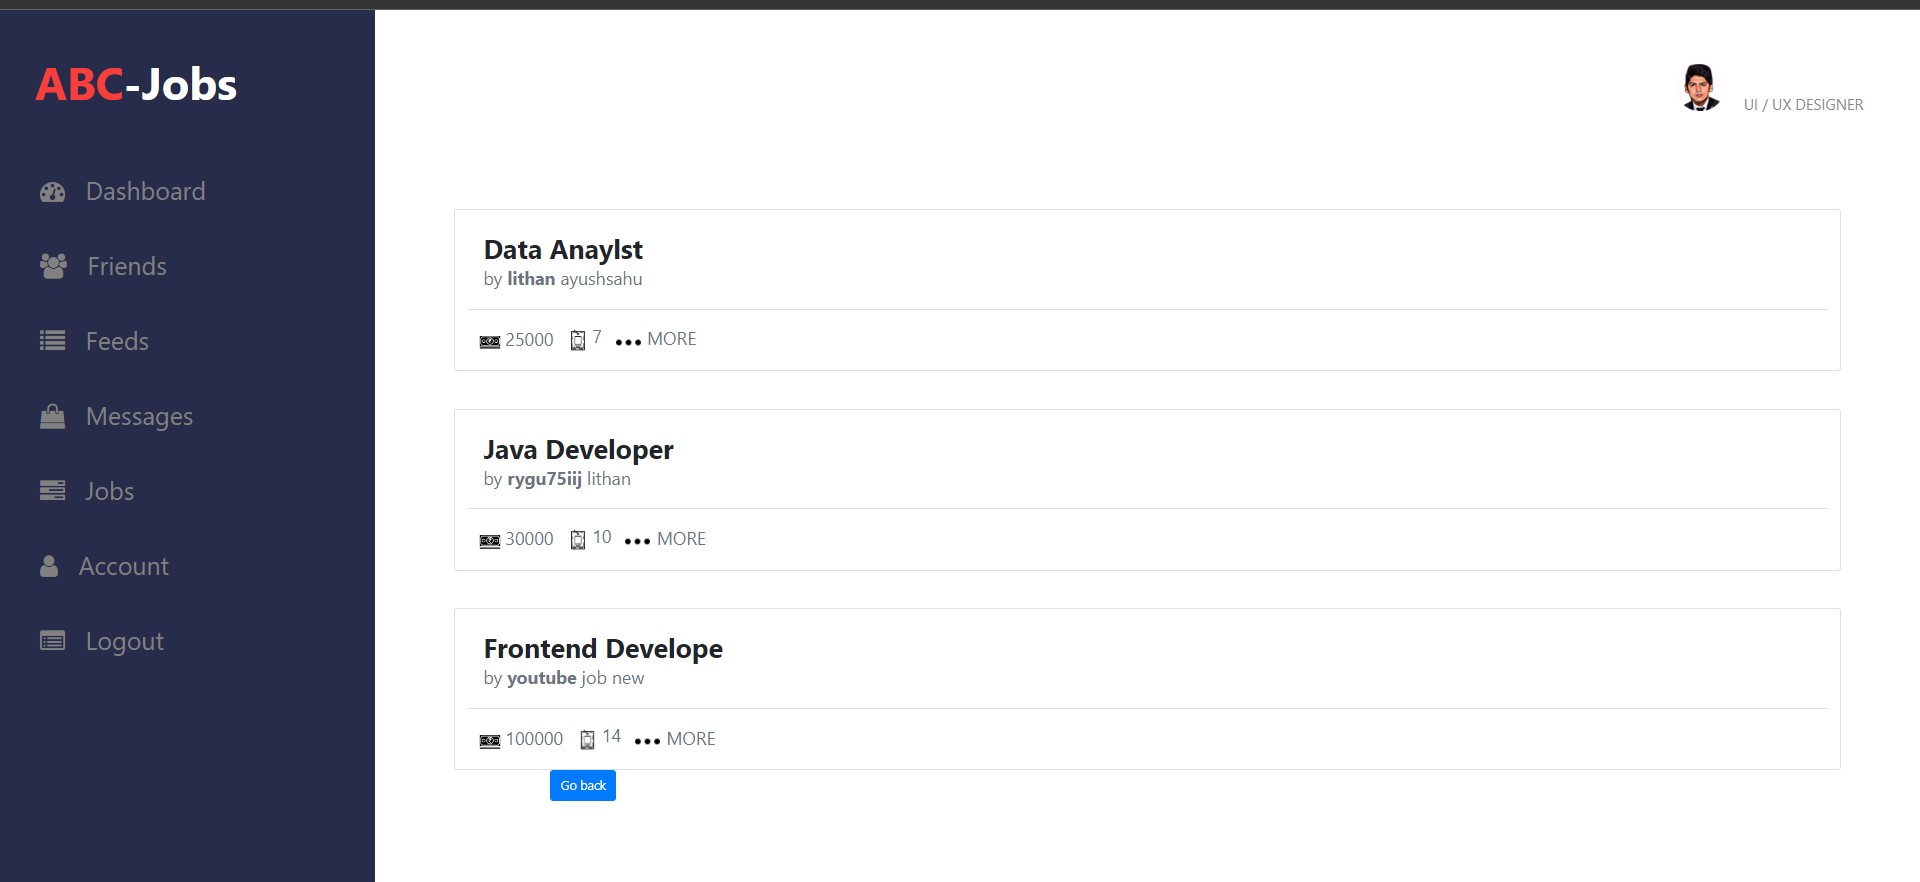 ABC-Jobs
UI / UX DESIGNER
Dashboard
Friends
Feeds
Messages
Jobs
Account
Logout
Data Anaylst
by lithan ayushsahu
25000 7 MORE
Java Developer
by rygu75iij lithan
30000 10 MORE
Frontend Develope
by youtube job new
100000 14 MORE
Go back